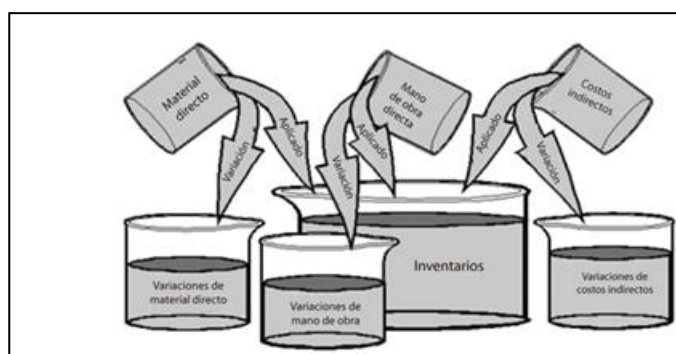 Material
directo
Mano
de obra
directa
Costos
indirectos
Variación
Aplicado
Variación
Aplicado
Aplicado
Variación
Variaciones de
material directo
Variaciones de
mano de obra
Inventarios
Variaciones de
costos indirectos